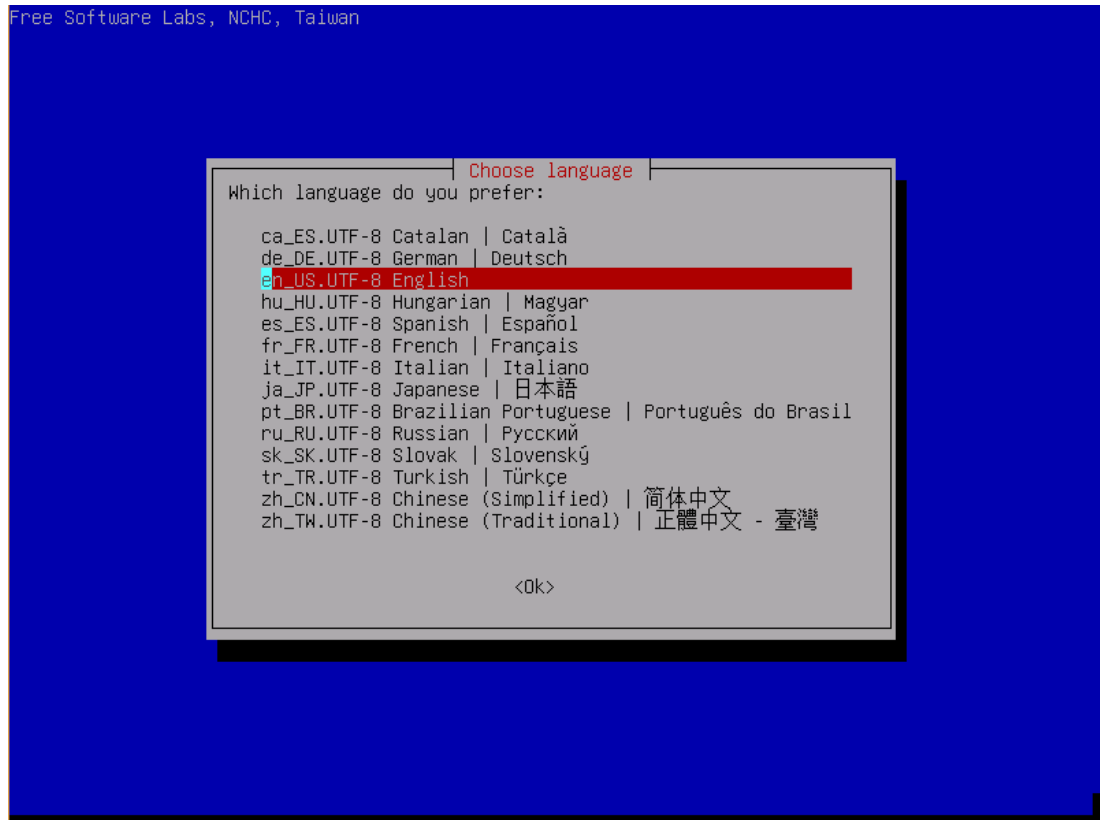 Free Software Labs, NCHC, Taiwan
Choose language
Which language do you prefer:
ca_ES.UTF-8 Catalan | Català
de_DE.UTF-8 German | Deutsch
en_US.UTF-8 English
hu_HU.UTF-8 Hungarian | Magyar
es_ES.UTF-8 Spanish | Español
fr_FR.UTF-8 French | Français
it_IT.UTF-8 Italian | Italiano
ja_JP.UTF-8 Japanese | 日本語
pt_BR.UTF-8 Brazilian Portuguese | Português do Brasil
ru_RU.UTF-8 Russian | Русский
sk_SK.UTF-8 Slovak | Slovenský
tr_TR.UTF-8 Turkish | Türkçe
zh_CN.UTF-8 Chinese (Simplified) | 简体中文
zh_TW.UTF-8 Chinese (Traditional) | 正體中文 - 臺灣
<Ok>